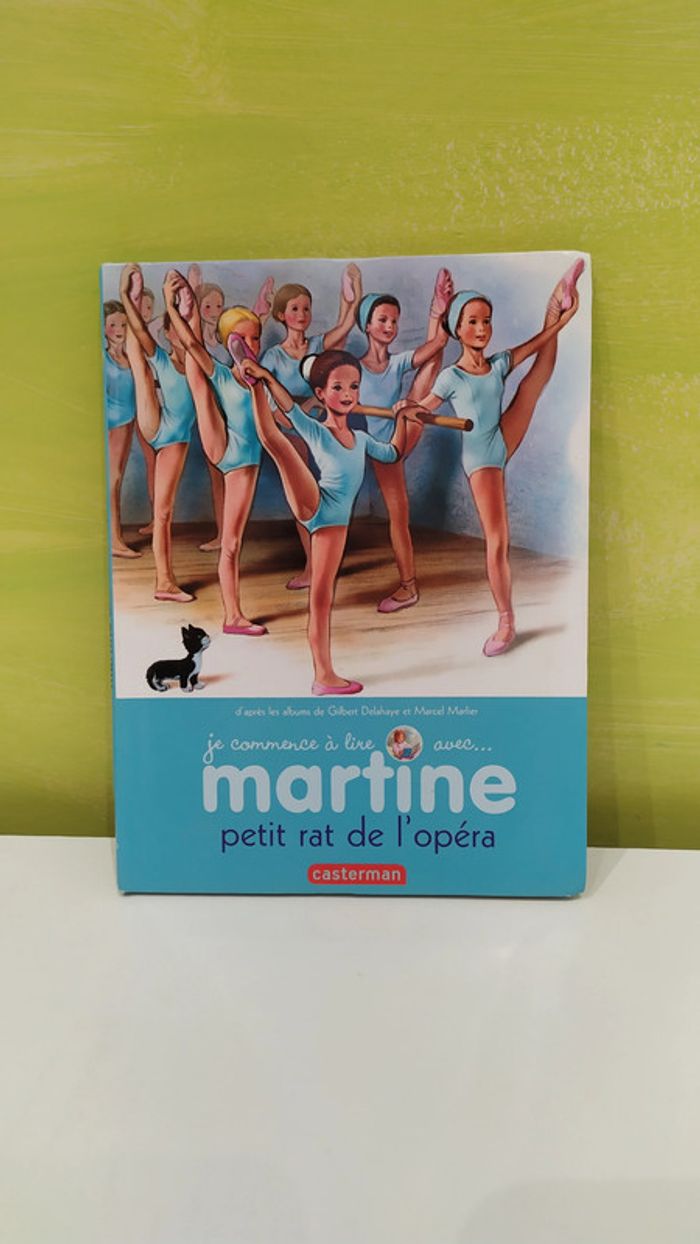 d'après les albums de Gilbert Delahaye et Marcel Marlier
je commence à lire avec...
martine
petit rat de l'opéra
casterman